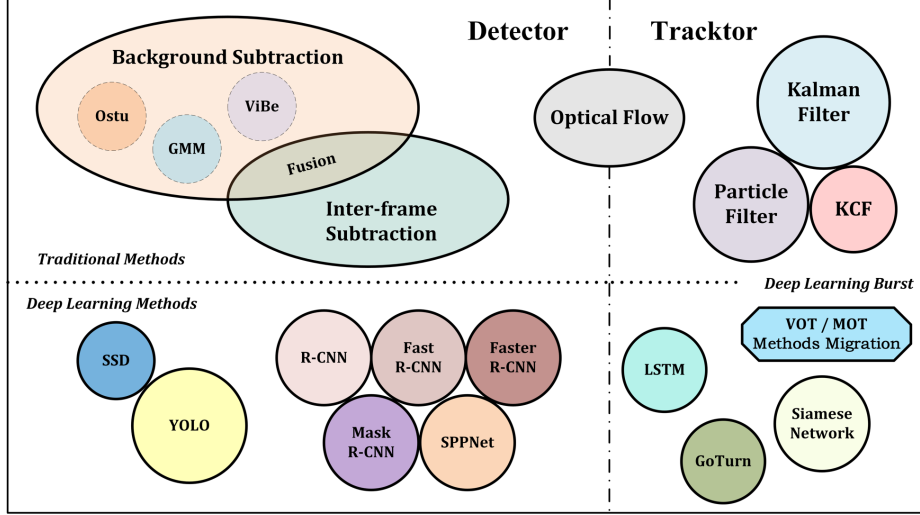 Detector
Tracktor
Background Subtraction
Ostu
GMM
ViBe
Fusion
Inter-frame
Subtraction
Optical Flow
Kalman
Filter
Particle
Filter
KCF
Traditional Methods
Deep Learning Burst
Deep Learning Methods
SSD
YOLO
R-CNN
Fast
R-CNN
Faster
R-CNN
Mask
R-CNN
SPPNet
VOT / MOT
Methods Migration
LSTM
GoTurn
Siamese
Network